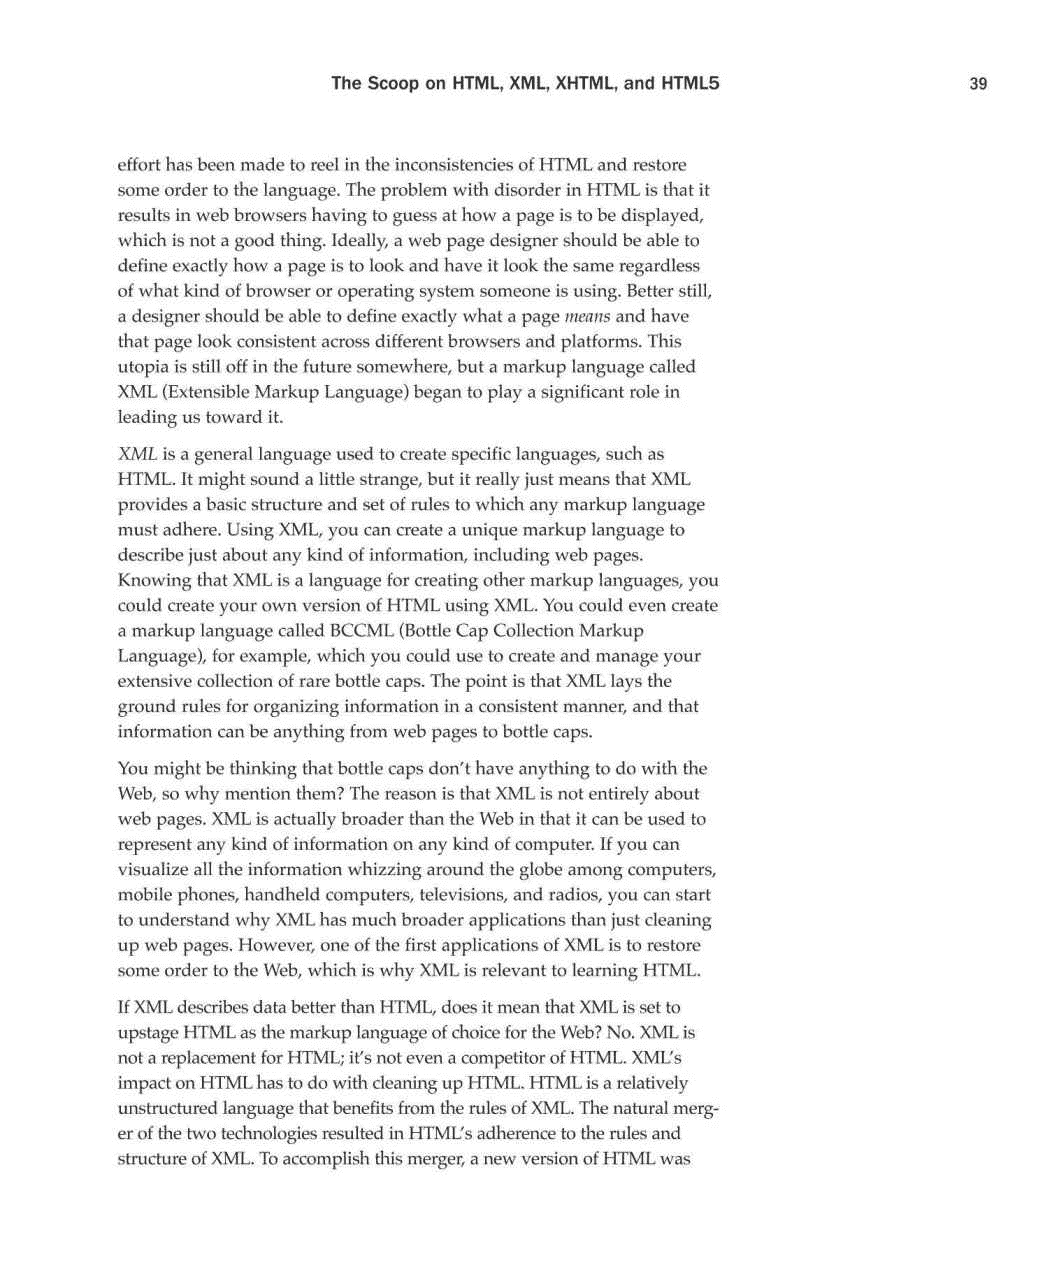 The Scoop on HTML, XML, XHTML, and HTML5
39
effort has been made to reel in the inconsistencies of HTML and restore
some order to the language. The problem with disorder in HTML is that it
results in web browsers having to guess at how a page is to be displayed,
which is not a good thing. Ideally, a web page designer should be able to
define exactly how a page is to look and have it look the same regardless
of what kind of browser or operating system someone is using. Better still,
a designer should be able to define exactly what a page means and have
that page look consistent across different browsers and platforms. This
utopia is still off in the future somewhere, but a markup language called
XML (Extensible Markup Language) began to play a significant role in
leading us toward it.
XML is a general language used to create specific languages, such as
HTML. It might sound a little strange, but it really just means that XML
provides a basic structure and set of rules to which any markup language
must adhere. Using XML, you can create a unique markup language to
describe just about any kind of information, including web pages.
Knowing that XML is a language for creating other markup languages, you
could create your own version of HTML using XML. You could even create
a markup language called BCCML (Bottle Cap Collection Markup
Language), for example, which you could use to create and manage your
extensive collection of rare bottle caps. The point is that XML lays the
ground rules for organizing information in a consistent manner, and that
information can be anything from web pages to bottle caps.
You might be thinking that bottle caps don't have anything to do with the
Web, so why mention them? The reason is that XML is not entirely about
web pages. XML is actually broader than the Web in that it can be used to
represent any kind of information on any kind of computer. If you can
visualize all the information whizzing around the globe among computers,
mobile phones, handheld computers, televisions, and radios, you can start
to understand why XML has much broader applications than just cleaning
up web pages. However, one of the first applications of XML is to restore
some order to the Web, which is why XML is relevant to learning HTML.
If XML describes data better than HTML, does it mean that XML is set to
upstage HTML as the markup language of choice for the Web? No. XML is
not a replacement for HTML; it's not even a competitor of HTML. XML's
impact on HTML has to do with cleaning up HTML. HTML is a relatively
unstructured language that benefits from the rules of XML. The natural merg-
er of the two technologies resulted in HTML's adherence to the rules and
structure of XML. To accomplish this merger, a new version of HTML was